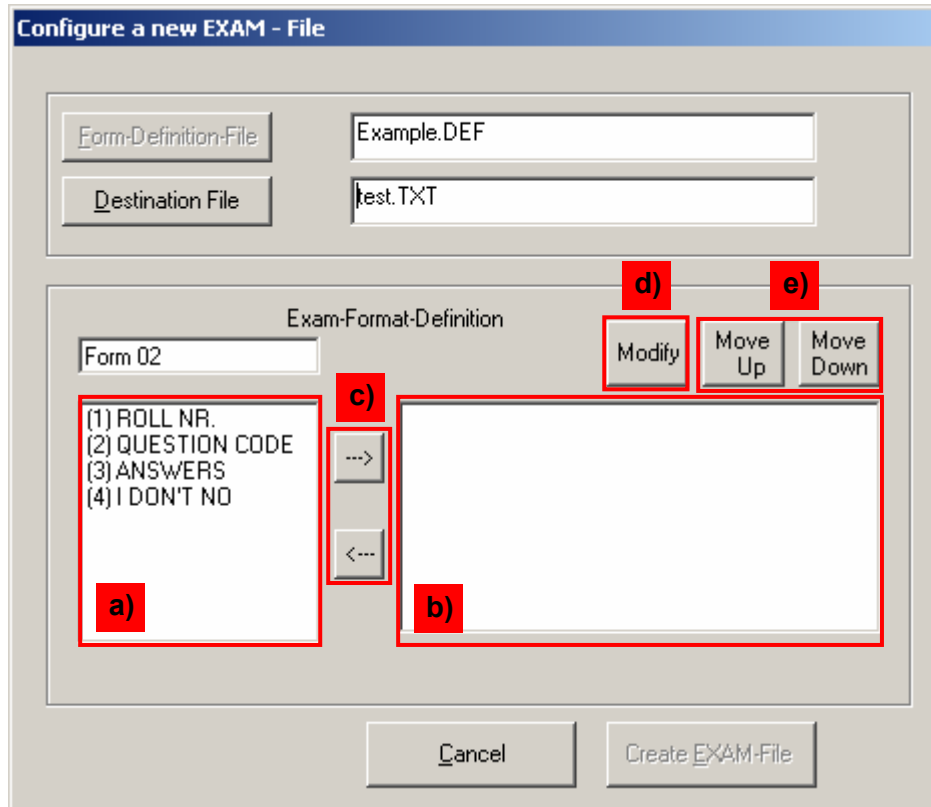 Configure a new EXAM - File
Form-Definition-File
Example.DEF
Destination File
test.TXT
d)
e)
Exam-Format-Definition
Form 02
Modify
Move
Up
Move
Down
c)
(1) ROLL NR.
(2) QUESTION CODE
(3) ANSWERS
(4) I DON'T NO
--->
<---
a)
b)
Cancel
Create EXAM-File